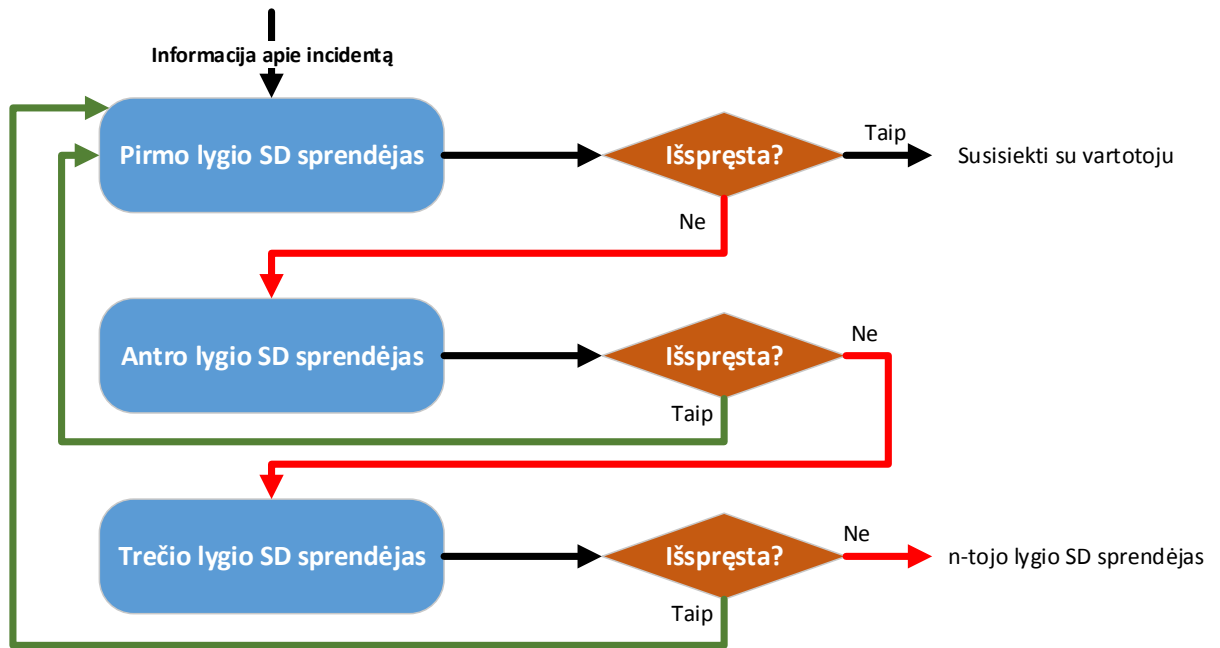 Informacija apie incidentą
Pirmo lygio SD sprendėjas
Išspręsta?
Taip
Susisiekti su vartotoju
Ne
Antro lygio SD sprendėjas
Išspręsta?
Ne
Taip
Trečio lygio SD sprendėjas
Išspręsta?
Ne
n-tojo lygio SD sprendėjas
Taip